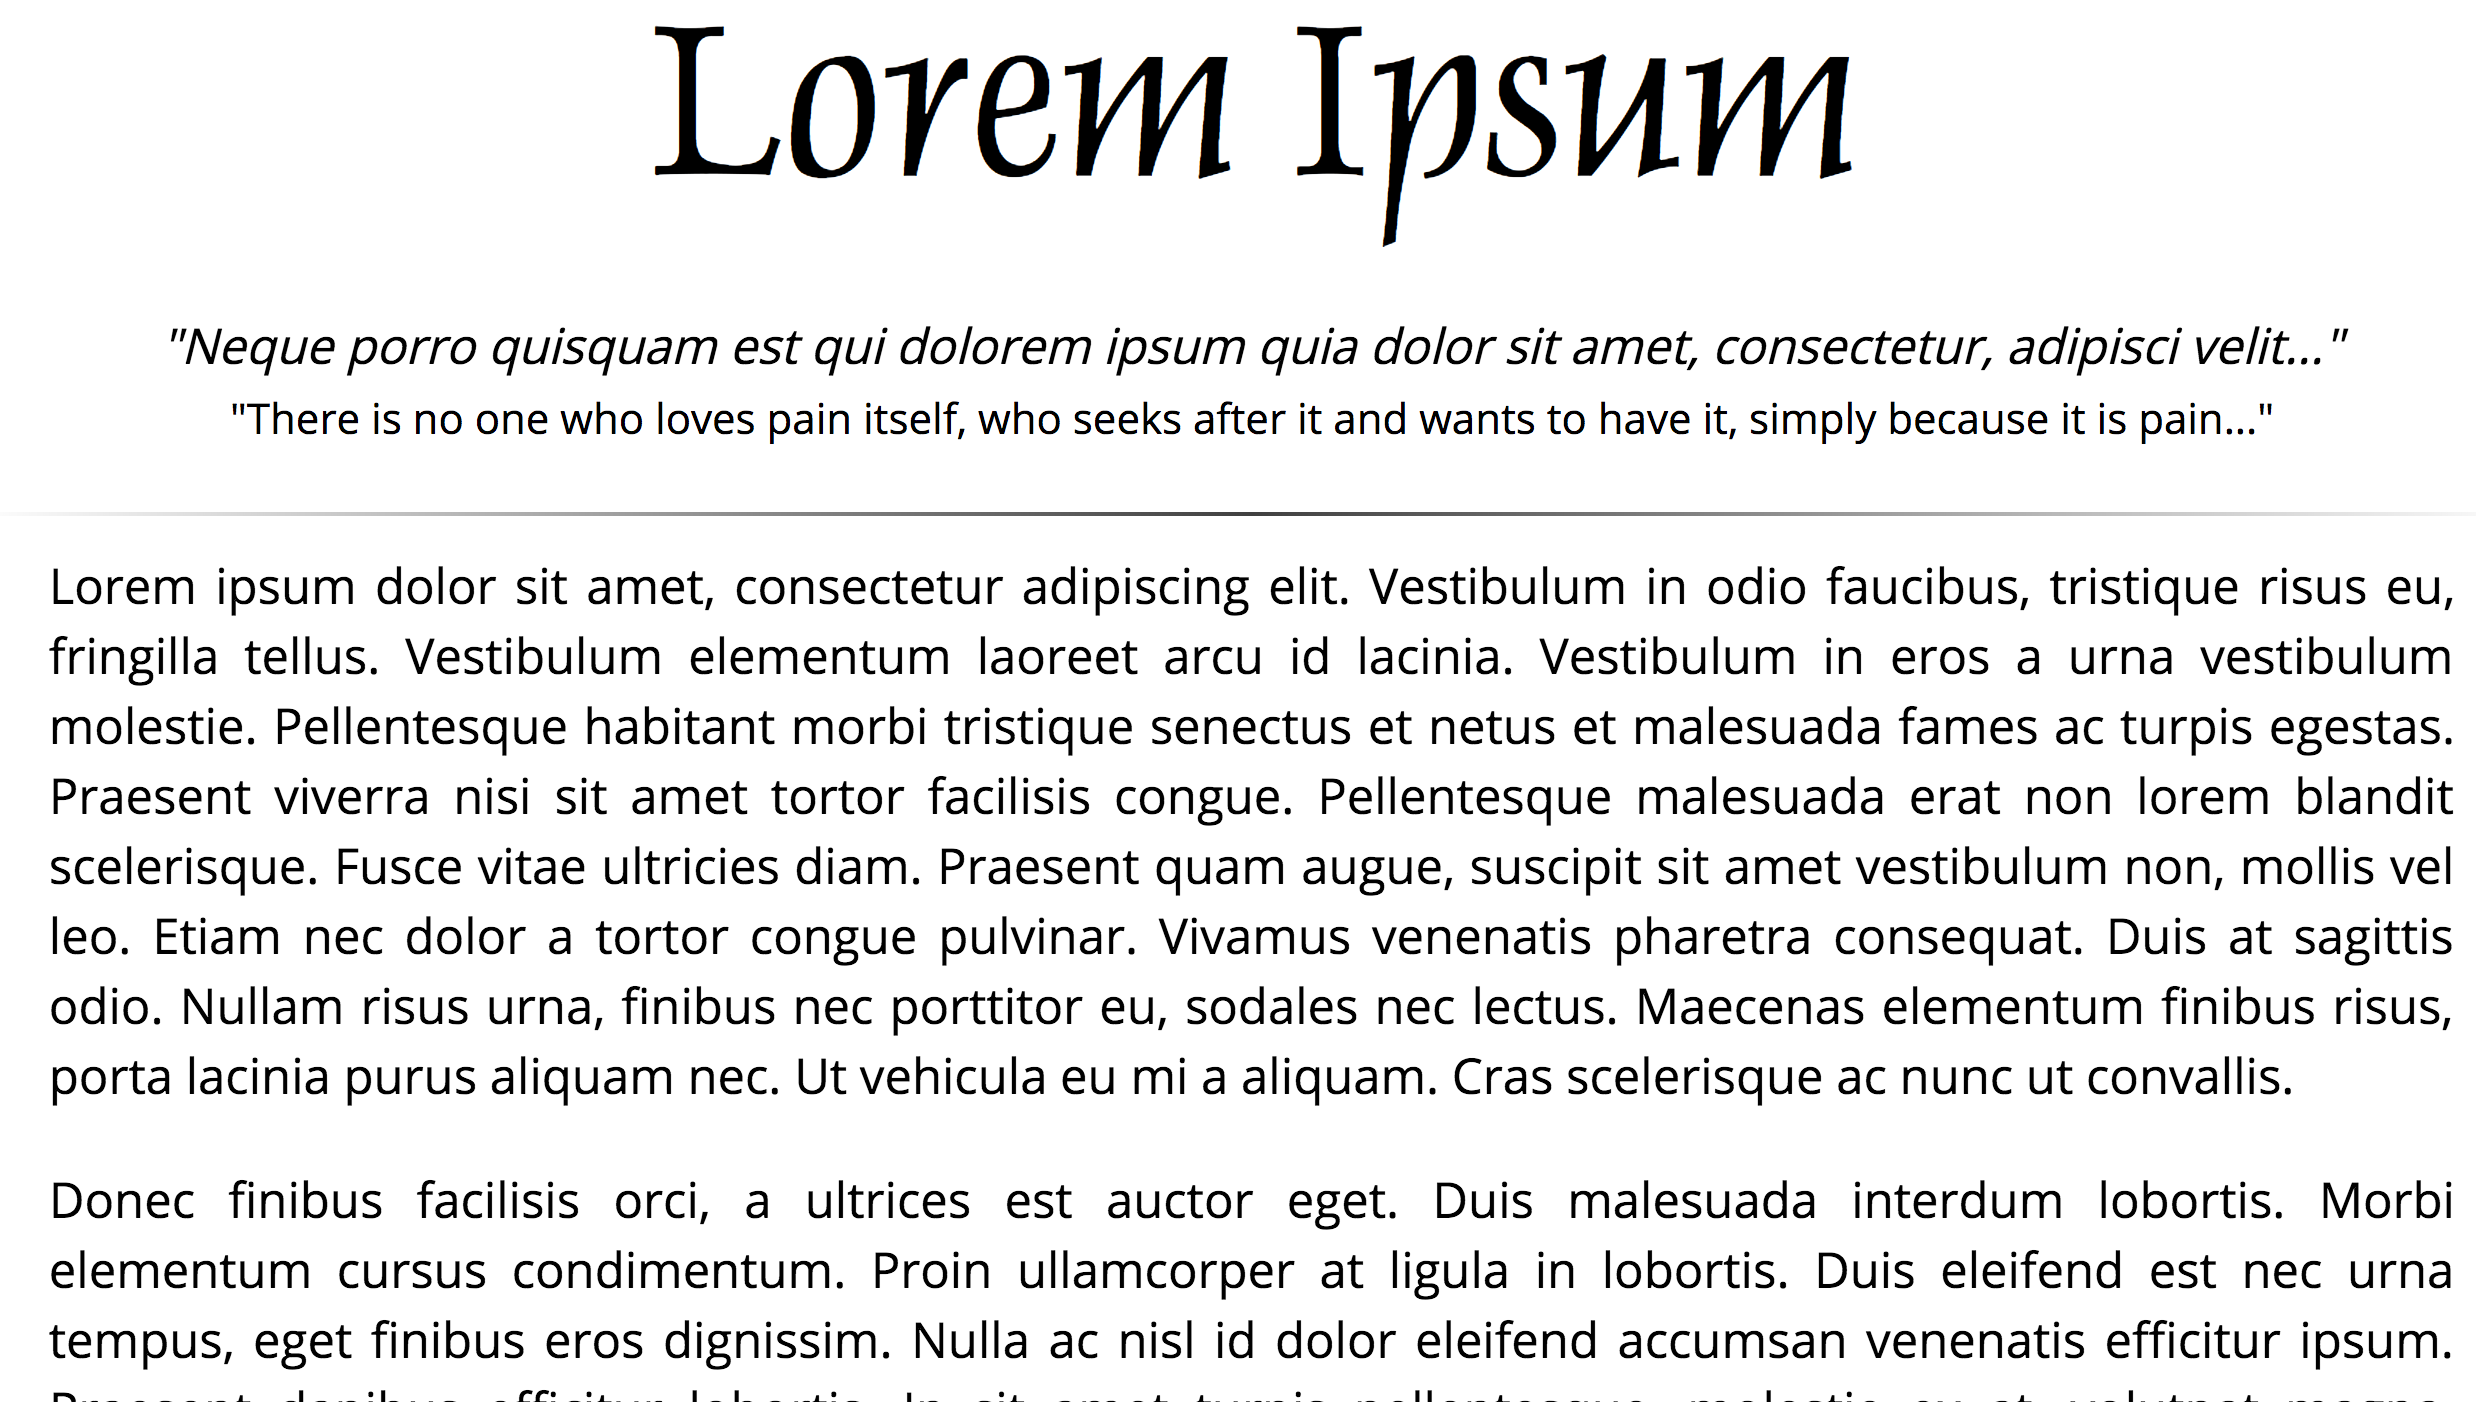 Lorem Ipsum
"Neque porro quisquam est qui dolorem ipsum quia dolor sit amet, consectetur, adipisci velit..."
"There is no one who loves pain itself, who seeks after it and wants to have it, simply because it is pain..."
Lorem ipsum dolor sit amet, consectetur adipiscing elit. Vestibulum in odio faucibus, tristique risus eu,
fringilla tellus. Vestibulum elementum laoreet arcu id lacinia. Vestibulum in eros a urna vestibulum
molestie. Pellentesque habitant morbi tristique senectus et netus et malesuada fames ac turpis egestas.
Praesent viverra nisi sit amet tortor facilisis congue. Pellentesque malesuada erat non lorem blandit
scelerisque. Fusce vitae ultricies diam. Praesent quam augue, suscipit sit amet vestibulum non, mollis vel
leo. Etiam nec dolor a tortor congue pulvinar. Vivamus venenatis pharetra consequat. Duis at sagittis
odio. Nullam risus urna, finibus nec porttitor eu, sodales nec lectus. Maecenas elementum finibus risus,
porta lacinia purus aliquam nec. Ut vehicula eu mi a aliquam. Cras scelerisque ac nunc ut convallis.
Donec finibus facilisis orci, a ultrices est auctor eget. Duis malesuada interdum lobortis. Morbi
elementum cursus condimentum. Proin ullamcorper at ligula in lobortis. Duis eleifend est nec urna
tempus, eget finibus eros dignissim. Nulla ac nisl id dolor eleifend accumsan venenatis efficitur ipsum.